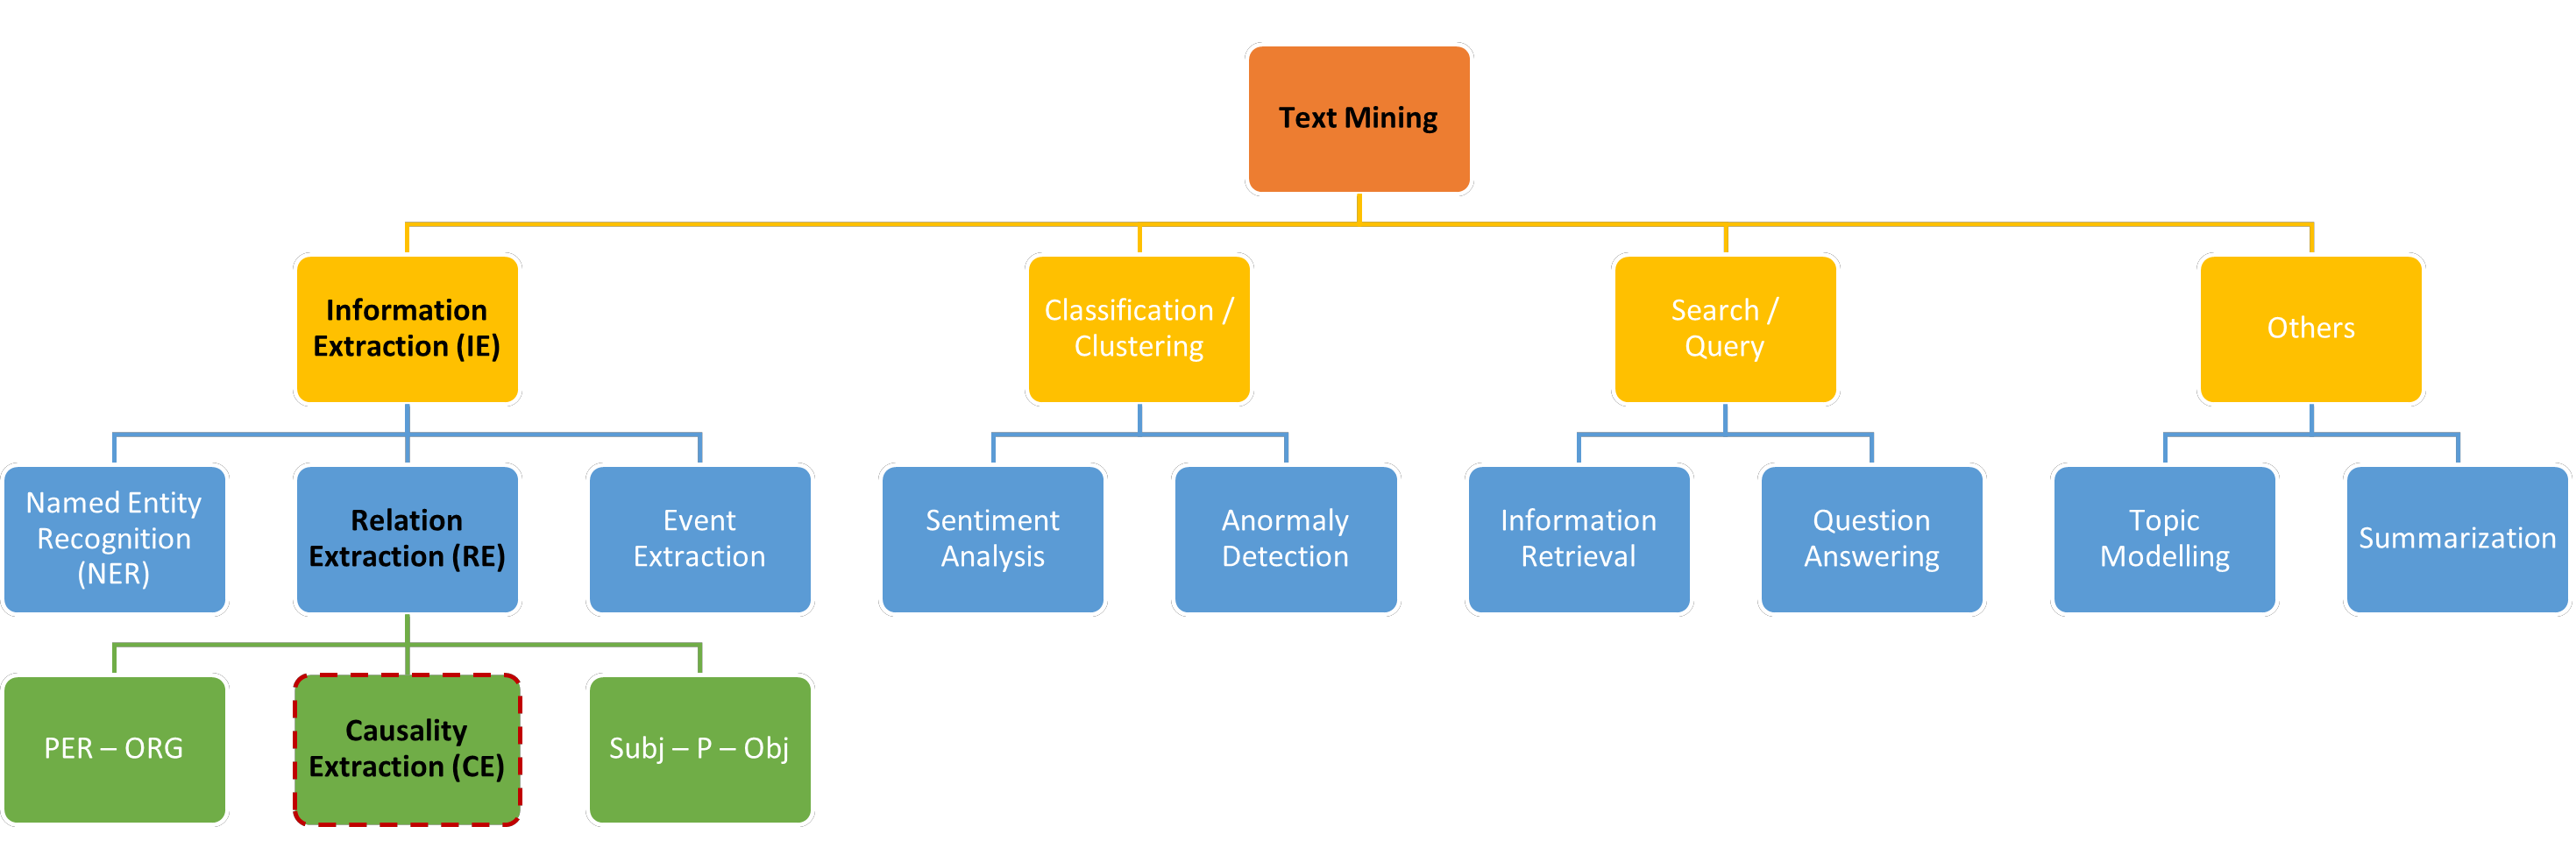 Text Mining
Information
Extraction (IE)
Classification /
Clustering
Search /
Query
Others
Named Entity
Recognition
(NER)
Relation
Extraction (RE)
Event
Extraction
Sentiment
Analysis
Anormaly
Detection
Information
Retrieval
Question
Answering
Topic
Modelling
Summarization
PER – ORG
Causality
Extraction (CE)
Subj – P – Obj